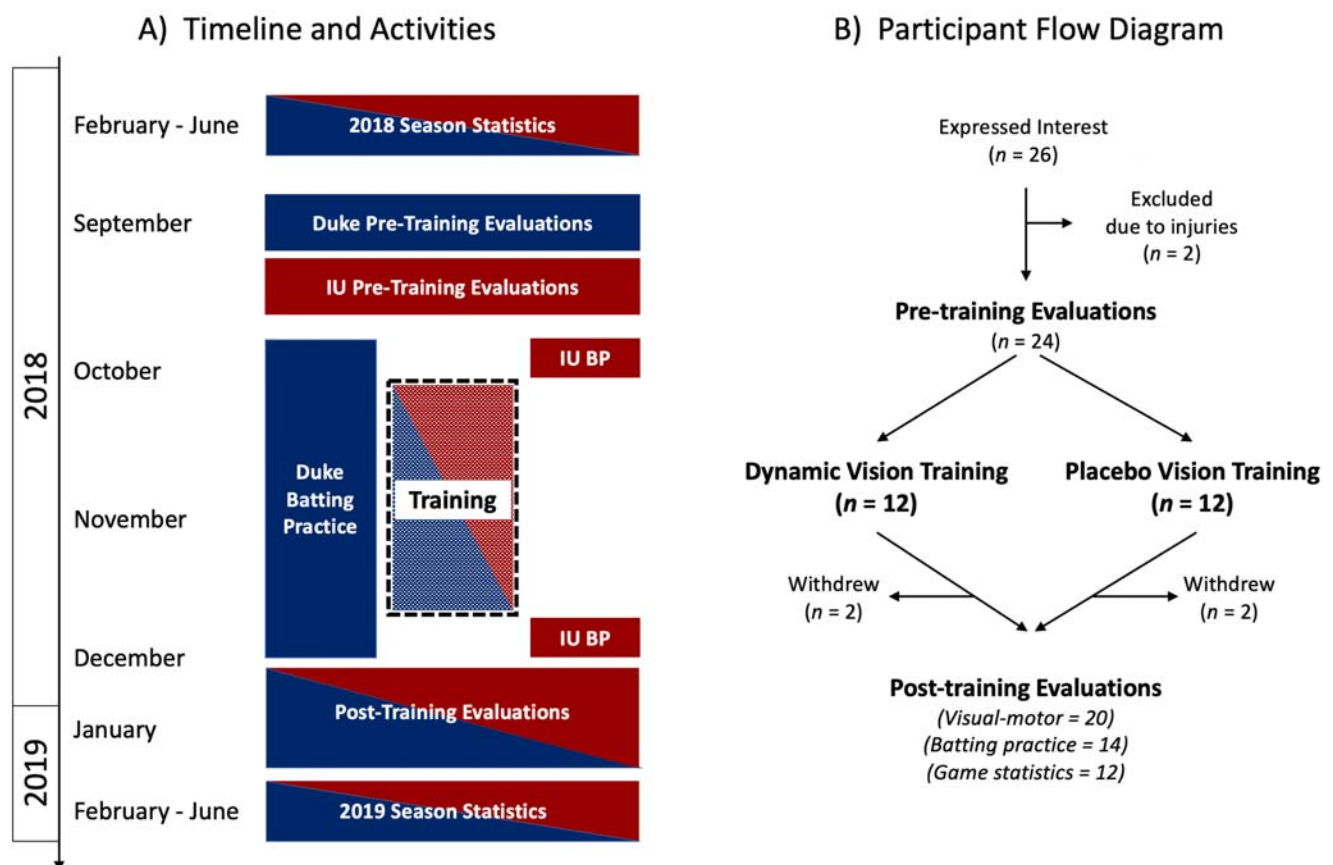 A) Timeline and Activities
2018
2019
February - June
2018 Season Statistics
September
Duke Pre-Training Evaluations
IU Pre-Training Evaluations
October
IU BP
Duke
Batting
Practice
Training
November
IU BP
December
Post-Training Evaluations
January
February - June
2019 Season Statistics
B) Participant Flow Diagram
Expressed Interest
(n = 26)
Excluded
due to injuries
(n = 2)
Pre-training Evaluations
(n = 24)
Dynamic Vision Training
(n = 12)
Placebo Vision Training
(n = 12)
Withdrew
(n = 2)
Withdrew
(n = 2)
Post-training Evaluations
(Visual-motor = 20)
(Batting practice = 14)
(Game statistics = 12)